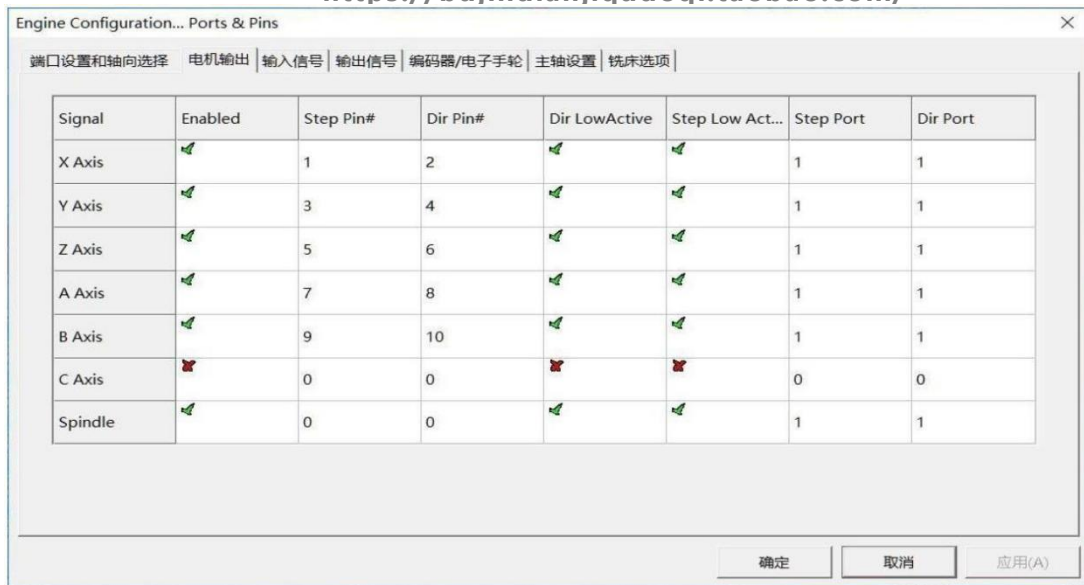 Engine Configuration... Ports & Pins
端口设置和轴向选择 电机输出 输入信号 输出信号 编码器/电子手轮 主轴设置 铣床选项
Signal Enabled Step Pin# Dir Pin# Dir LowActive Step Low Act... Step Port Dir Port
X Axis 1 2 1 1
Y Axis 3 4 1 1
Z Axis 5 6 1 1
A Axis 7 8 1 1
B Axis 9 10 1 1
C Axis 0 0 0 0
Spindle 0 0 1 1
确定 取消 应用(A)